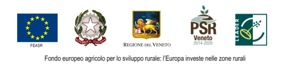 FEASR
REGIONE DEL VENETO
PSR
Veneto
2014-2020
LEADER
Fondo europeo agricolo per lo sviluppo rurale: l'Europa investe nelle zone rurali